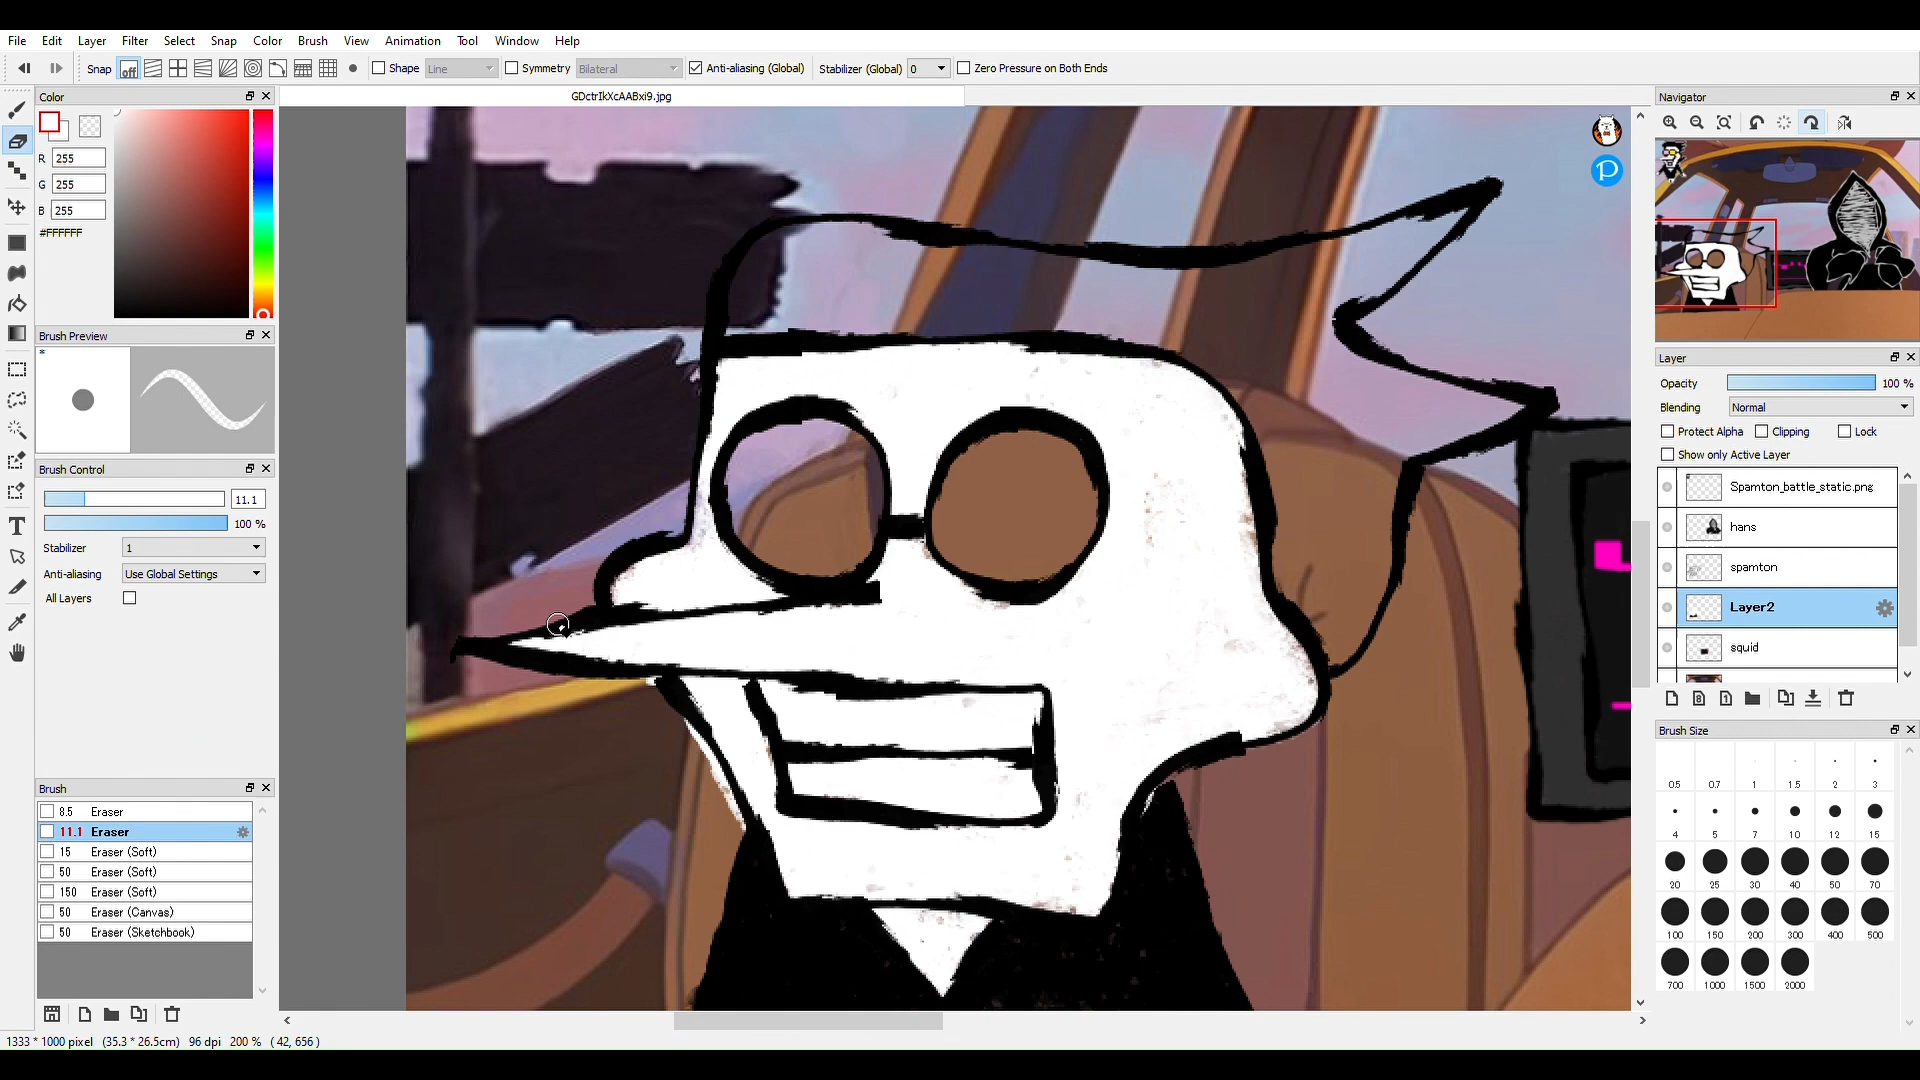 File Edit Layer Filter Select Snap Color Brush View Animation Tool Window Help
Snap off Shape Line Symmetry Bilateral Anti-aliasing (Global) Stabilizer (Global) 0 Zero Pressure on Both Ends
Color
R 255
G 255
B 255
#FFFFFF
Brush Preview
*
Brush Control
11.1
100 %
Stabilizer 1
Anti-aliasing Use Global Settings
All Layers
Brush
8.5 Eraser
11.1 Eraser
15 Eraser (Soft)
50 Eraser (Soft)
150 Eraser (Soft)
50 Eraser (Canvas)
50 Eraser (Sketchbook)
GDctrIkXcAABxi9.jpg
P
Navigator
Layer
Opacity 100 %
Blending Normal
Protect Alpha Clipping Lock
Show only Active Layer
Spamton_battle_static.png
hans
spamton
Layer2
squid
8 1
Brush Size
0.5 0.7 1 1.5 2 3
4 5 7 10 12 15
20 25 30 40 50 70
100 150 200 300 400 500
700 1000 1500 2000
1333 * 1000 pixel (35.3 * 26.5cm) 96 dpi 200 % ( 42, 656 )